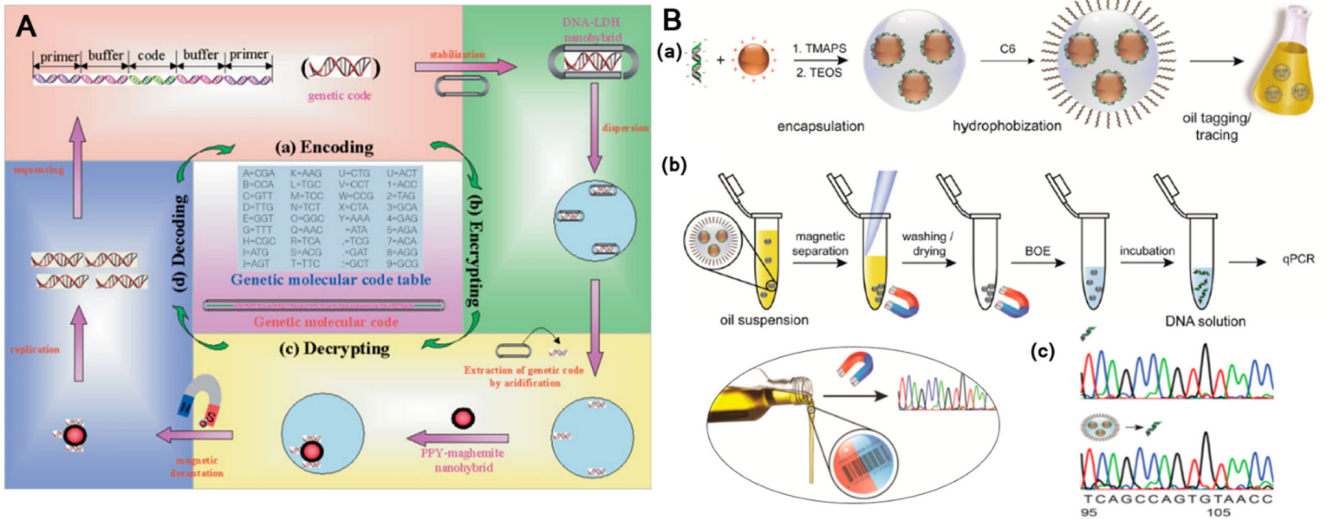 A
primer buffer code buffer primer
genetic code
stabilization
DNA-LDH
nanohybrid
dispersion
(a) Encoding
sequencing
A=CGA K=AAG U=CTG U=ACT
B=CCA L=TGC V=CCT 1=ACC
C=GTT M=TCC W=CCG 2=TAG
D=TTG N=TCT X=CTA 3=GCA
E=GGT O=GGC Y=AAA 4=GAG
G=TTT Q=AAC =ATA 5=AGA
H=CGC R=TCA ,=TCG 7=ACA
I=ATG S=ACG .=GAT 8=AGG
J=AGT T=TTC :=GCT 9=GCG
Genetic molecular code table
Genetic molecular code
(b) Encrypting
(d) Decoding
(c) Decrypting
replication
Extraction of genetic code
by acidification
PPY-maghemite
nanohybrid
N S
magnetic
decantation
B
(a)
+
1. TMAPS
2. TEOS
C6
encapsulation
hydrophobization
oil tagging/
tracing
(b)
magnetic
separation
washing /
drying
BOE
incubation
qPCR
oil suspension
DNA solution
(c)
TCAGCCAGTGTAACC
95 105